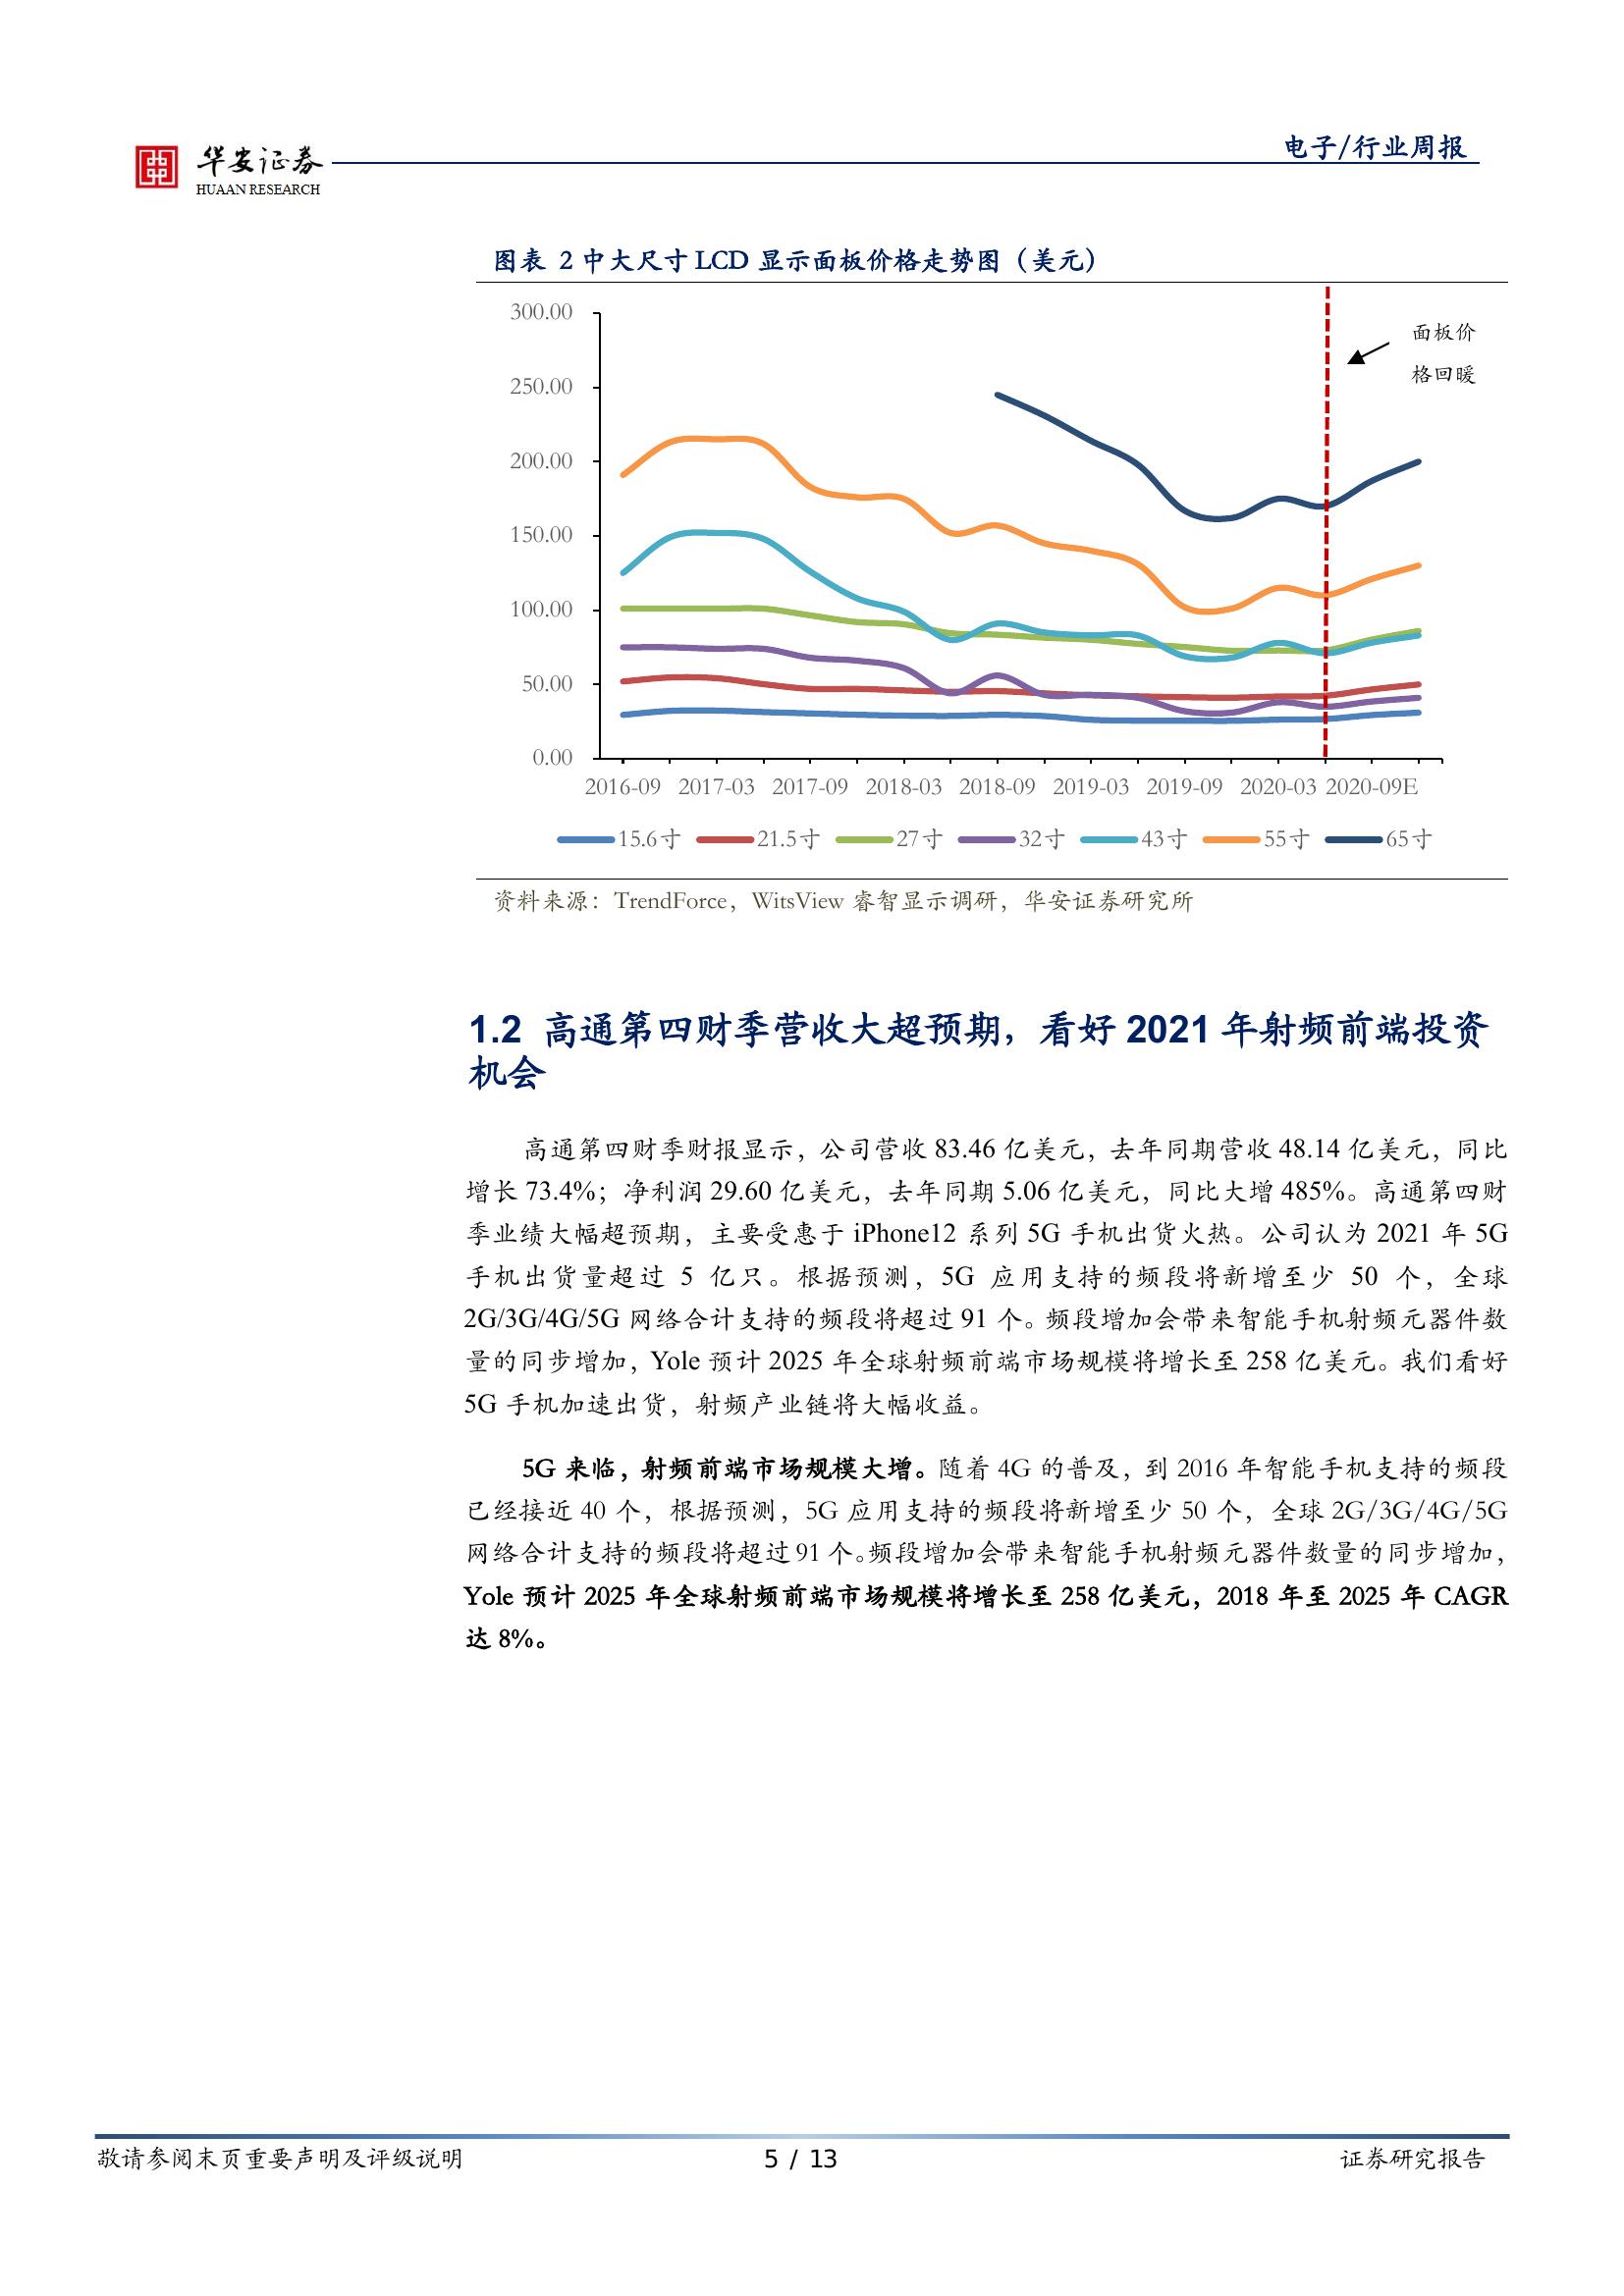 华安证券
HUAAN RESEARCH
电子/行业周报
图表 2 中大尺寸 LCD 显示面板价格走势图（美元）
300.00
250.00
200.00
150.00
100.00
50.00
0.00
面板价
格回暖
2016-09 2017-03 2017-09 2018-03 2018-09 2019-03 2019-09 2020-03 2020-09E
15.6寸 21.5寸 27寸 32寸 43寸 55寸 65寸
资料来源：TrendForce，WitsView 睿智显示调研，华安证券研究所
1.2 高通第四财季营收大超预期，看好 2021 年射频前端投资
机会
高通第四财季财报显示，公司营收 83.46 亿美元，去年同期营收 48.14 亿美元，同比
增长 73.4%；净利润 29.60 亿美元，去年同期 5.06 亿美元，同比大增 485%。高通第四财
季业绩大幅超预期，主要受惠于 iPhone12 系列 5G 手机出货火热。公司认为 2021 年 5G
手机出货量超过 5 亿只。根据预测，5G 应用支持的频段将新增至少 50 个，全球
2G/3G/4G/5G 网络合计支持的频段将超过 91 个。频段增加会带来智能手机射频元器件数
量的同步增加，Yole 预计 2025 年全球射频前端市场规模将增长至 258 亿美元。我们看好
5G 手机加速出货，射频产业链将大幅收益。
5G 来临，射频前端市场规模大增。随着 4G 的普及，到 2016 年智能手机支持的频段
已经接近 40 个，根据预测，5G 应用支持的频段将新增至少 50 个，全球 2G/3G/4G/5G
网络合计支持的频段将超过 91 个。频段增加会带来智能手机射频元器件数量的同步增加，
Yole 预计 2025 年全球射频前端市场规模将增长至 258 亿美元，2018 年至 2025 年 CAGR
达 8%。
敬请参阅末页重要声明及评级说明
5 / 13
证券研究报告